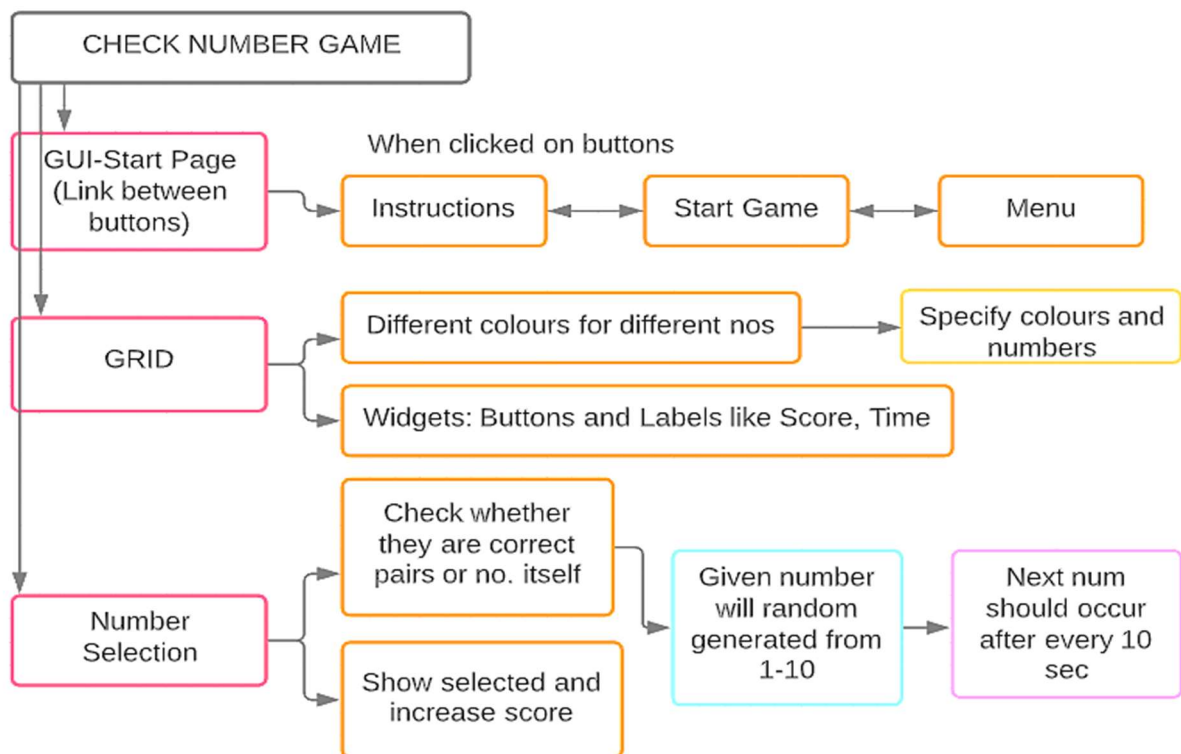 CHECK NUMBER GAME
GUI-Start Page
(Link between
buttons)
When clicked on buttons
Instructions
Start Game
Menu
GRID
Different colours for different nos
Specify colours and
numbers
Widgets: Buttons and Labels like Score, Time
Number
Selection
Check whether
they are correct
pairs or no. itself
Given number
will random
generated from
1-10
Next num
should occur
after every 10
sec
Show selected and
increase score